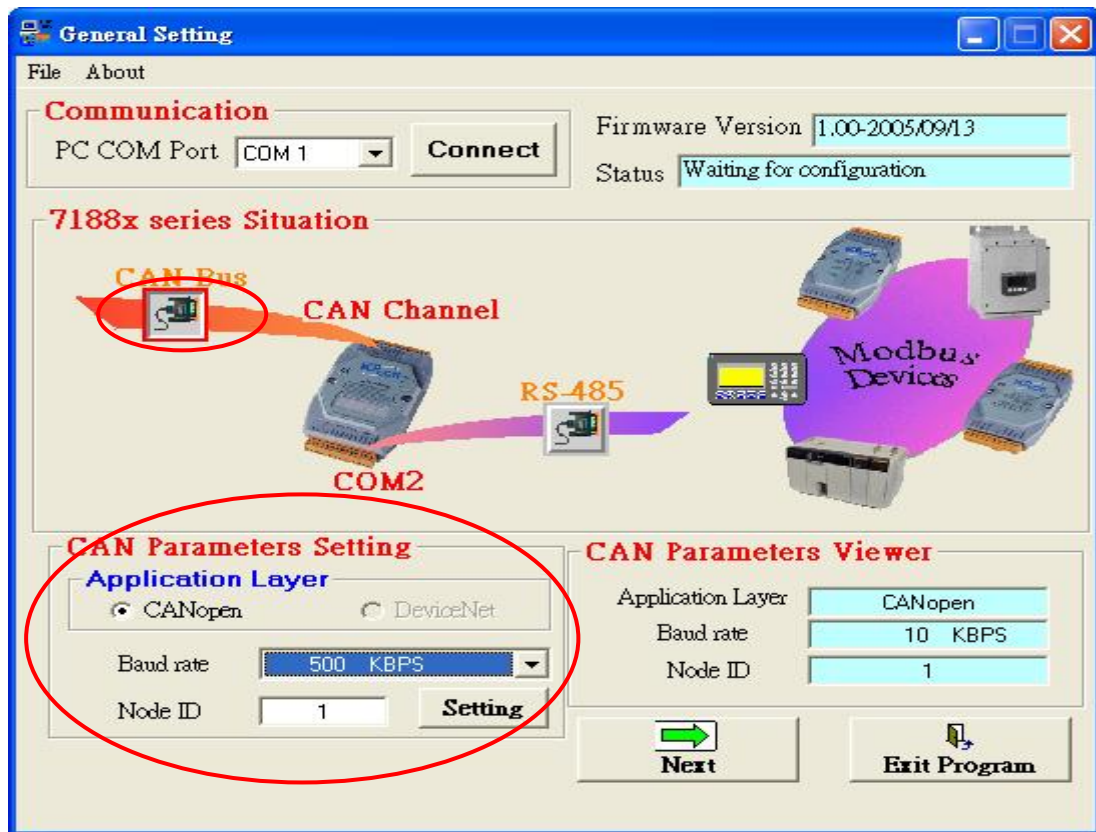 General Setting
File About
Communication
PC COM Port COM 1 Connect
Firmware Version 1.00-2005/09/13
Status Waiting for configuration
7188x series Situation
CAN Bus
CAN Channel
RS-485
COM2
Modbus
Devices
CAN Parameters Setting
Application Layer
CANopen DeviceNet
Baud rate 500 KBPS
Node ID 1 Setting
CAN Parameters Viewer
Application Layer CANopen
Baud rate 10 KBPS
Node ID 1
Next
Exit Program